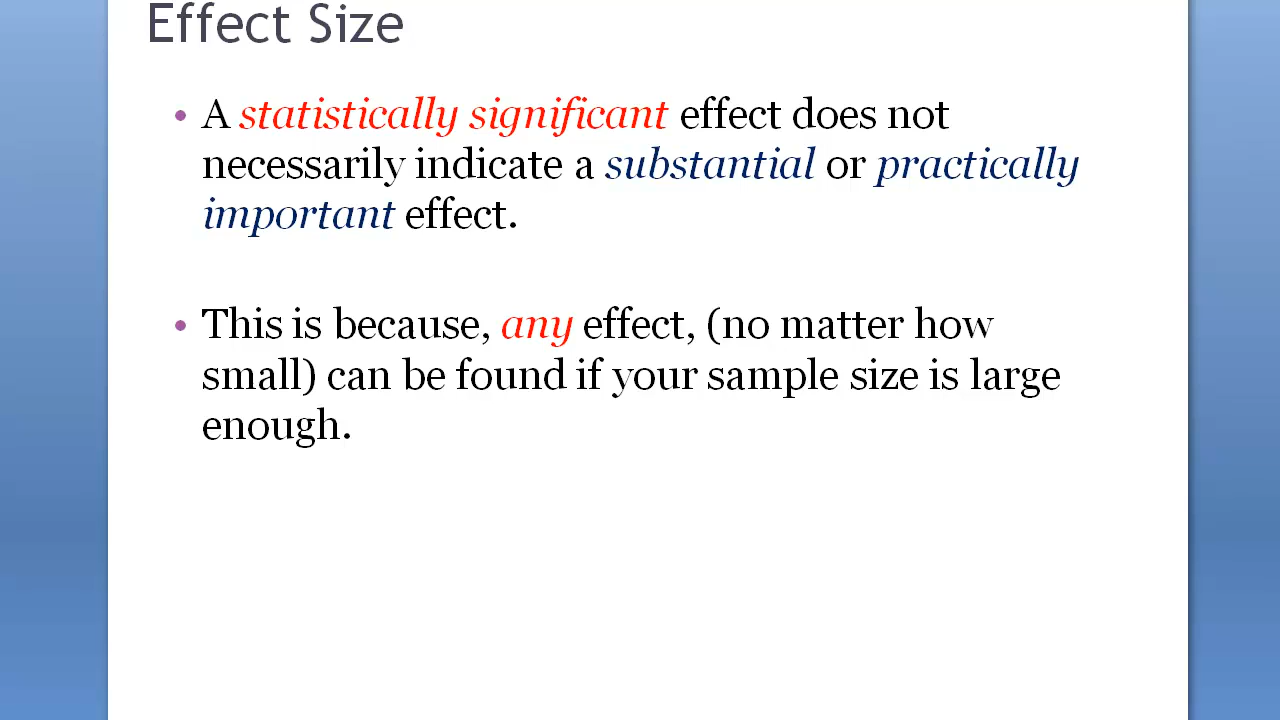 Effect Size
• A statistically significant effect does not
necessarily indicate a substantial or practically
important effect.
• This is because, any effect, (no matter how
small) can be found if your sample size is large
enough.